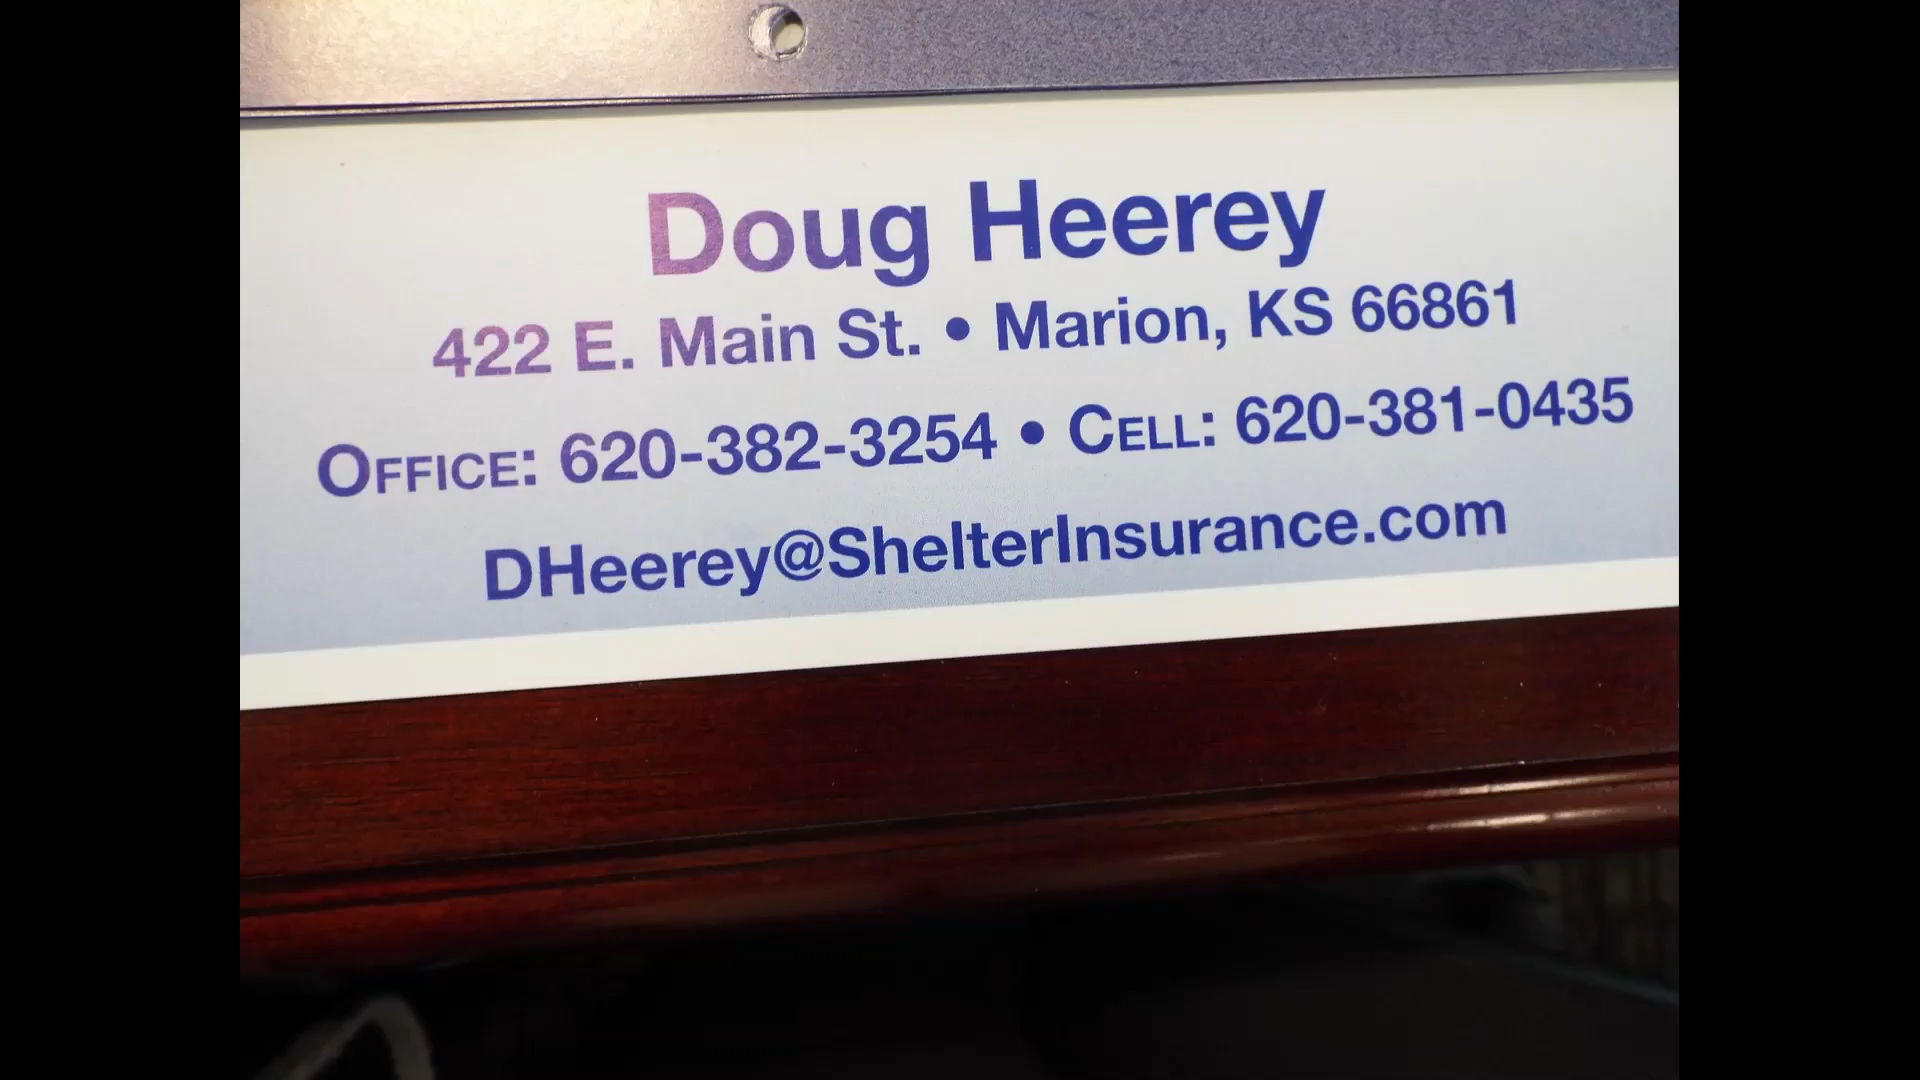 Doug Heerey
422 E. Main St. • Marion, KS 66861
OFFICE: 620-382-3254 • CELL: 620-381-0435
DHeerey@ShelterInsurance.com